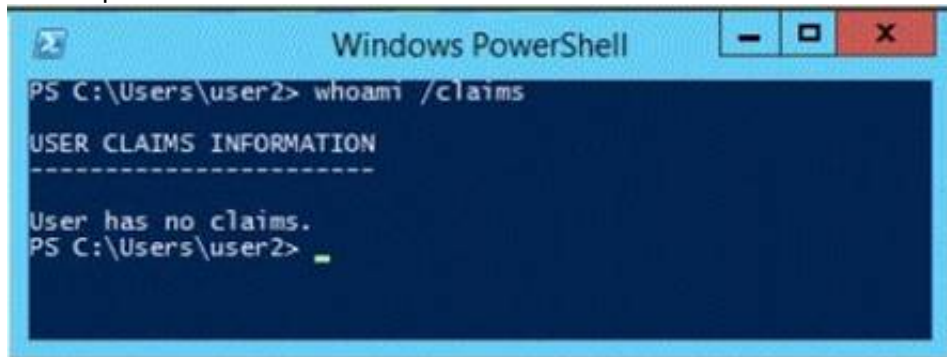 Windows PowerShell
PS C:\Users\user2> whoami /claims
USER CLAIMS INFORMATION
-----------------------
User has no claims.
PS C:\Users\user2>